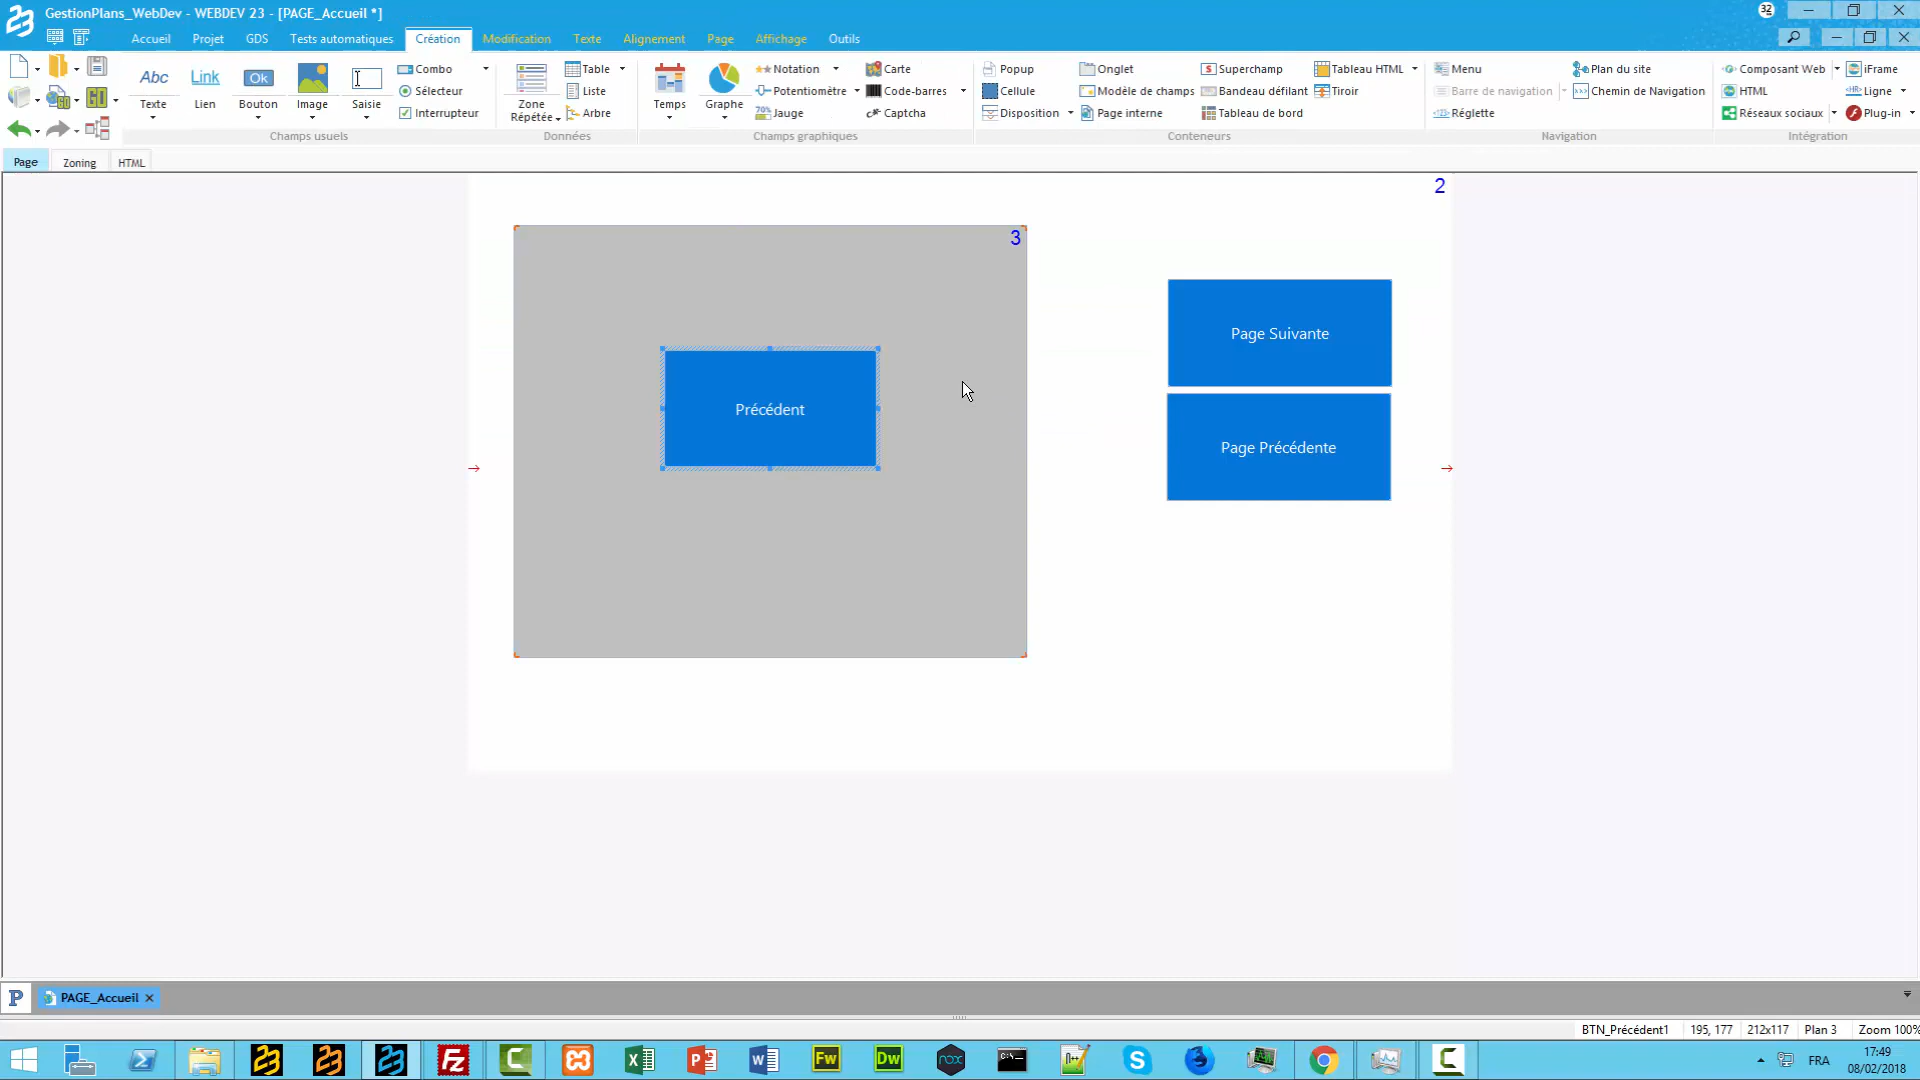 GestionPlans_WebDev - WEBDEV 23 - [PAGE_Accueil *]
32
Accueil Projet GDS Tests automatiques Création Modification Texte Alignement Page Affichage Outils
Abc Texte
Link Lien
Ok Bouton
Image
Saisie
Combo
Sélecteur
Interrupteur
Champs usuels
Zone Répétée
Table
Liste
Arbre
Données
Temps
Graphe
Notation
Potentiomètre
Jauge
Carte
Code-barres
Captcha
Champs graphiques
Popup
Cellule
Disposition
Onglet
Modèle de champs
Page interne
Superchamp
Bandeau défilant
Tableau de bord
Tableau HTML
Tiroir
Conteneurs
Menu
Barre de navigation
Réglette
Plan du site
Chemin de Navigation
Navigation
Composant Web
HTML
Réseaux sociaux
iFrame
Ligne
Plug-in
Intégration
Page Zoning HTML
2
3
Précédent
Page Suivante
Page Précédente
P PAGE_Accueil
BTN_Précédent1 195, 177 212x117 Plan 3 Zoom 100%
FRA
17:49
08/02/2018